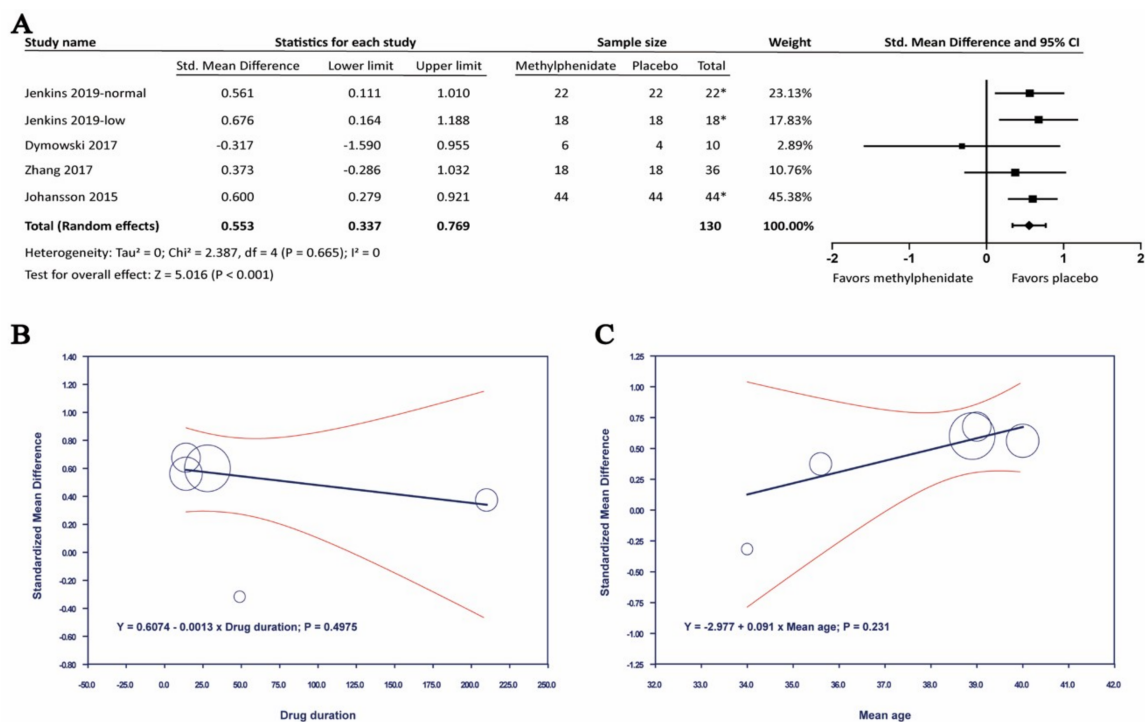 A
Study name Statistics for each study Sample size Weight Std. Mean Difference and 95% CI
Std. Mean Difference Lower limit Upper limit Methylphenidate Placebo Total
Jenkins 2019-normal 0.561 0.111 1.010 22 22 22* 23.13%
Jenkins 2019-low 0.676 0.164 1.188 18 18 18* 17.83%
Dymowski 2017 -0.317 -1.590 0.955 6 4 10 2.89%
Zhang 2017 0.373 -0.286 1.032 18 18 36 10.76%
Johansson 2015 0.600 0.279 0.921 44 44 44* 45.38%
Total (Random effects) 0.553 0.337 0.769 130 100.00%
Heterogeneity: Tau² = 0; Chi² = 2.387, df = 4 (P = 0.665); I² = 0
Test for overall effect: Z = 5.016 (P < 0.001)
-2 -1 0 1 2
Favors methylphenidate Favors placebo
B
Standardized Mean Difference
1.40
1.20
1.00
0.80
0.60
0.40
0.20
0.00
-0.20
-0.40
-0.60
-0.80
Y = 0.6074 - 0.0013 x Drug duration; P = 0.4975
-50.0 -25.0 0.0 25.0 50.0 75.0 100.0 125.0 150.0 175.0 200.0 225.0 250.0
Drug duration
C
Standardized Mean Difference
1.25
1.00
0.75
0.50
0.25
0.00
-0.25
-0.50
-0.75
-1.00
-1.25
Y = -2.977 + 0.091 x Mean age; P = 0.231
32.0 33.0 34.0 35.0 36.0 37.0 38.0 39.0 40.0 41.0 42.0
Mean age